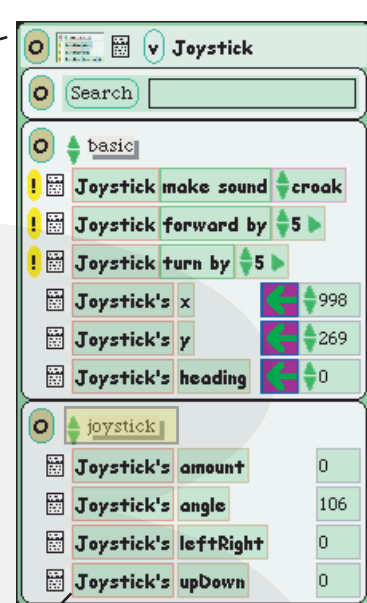 Joystick
Search
basic
! Joystick make sound croak
! Joystick forward by 5
! Joystick turn by 5
Joystick's x 998
Joystick's y 269
Joystick's heading 0
joystick
Joystick's amount 0
Joystick's angle 106
Joystick's leftRight 0
Joystick's upDown 0